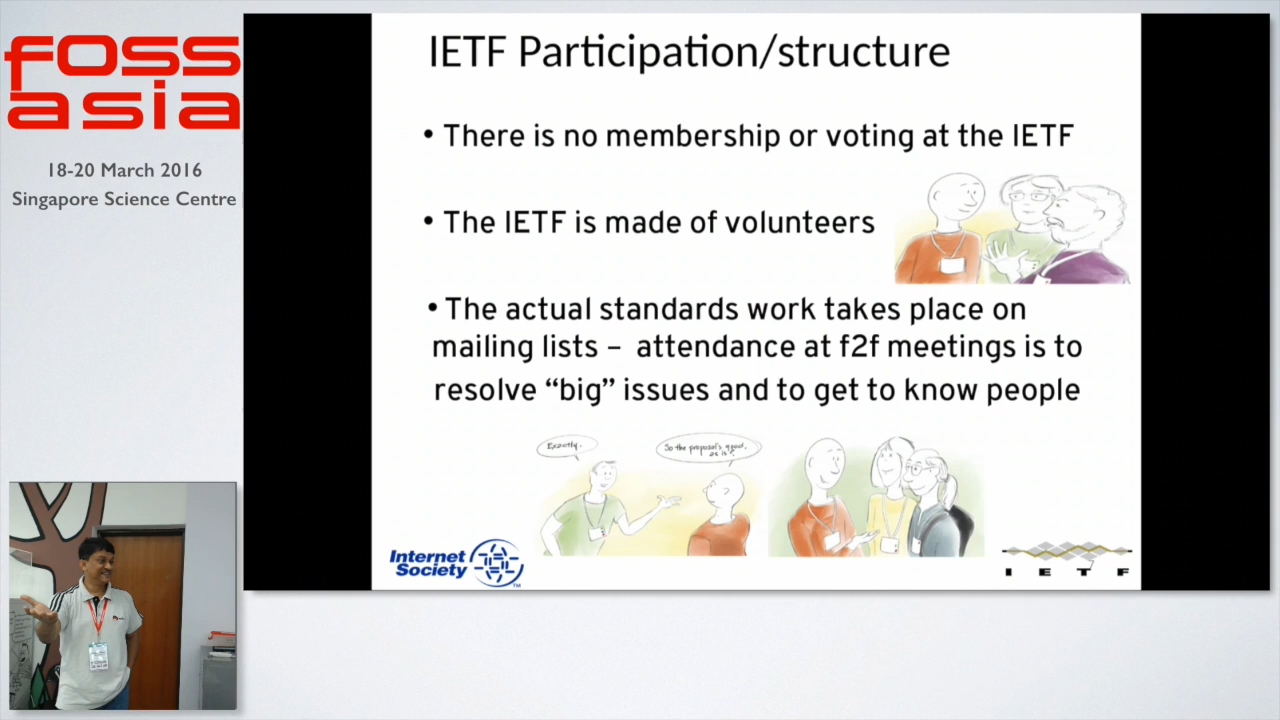 foss
asia
18-20 March 2016
Singapore Science Centre
IETF Participation/structure
• There is no membership or voting at the IETF
• The IETF is made of volunteers
• The actual standards work takes place on
mailing lists – attendance at f2f meetings is to
resolve “big” issues and to get to know people
Exactly.
So the proposal's good,
as is?
Internet
Society
TM
I E T F